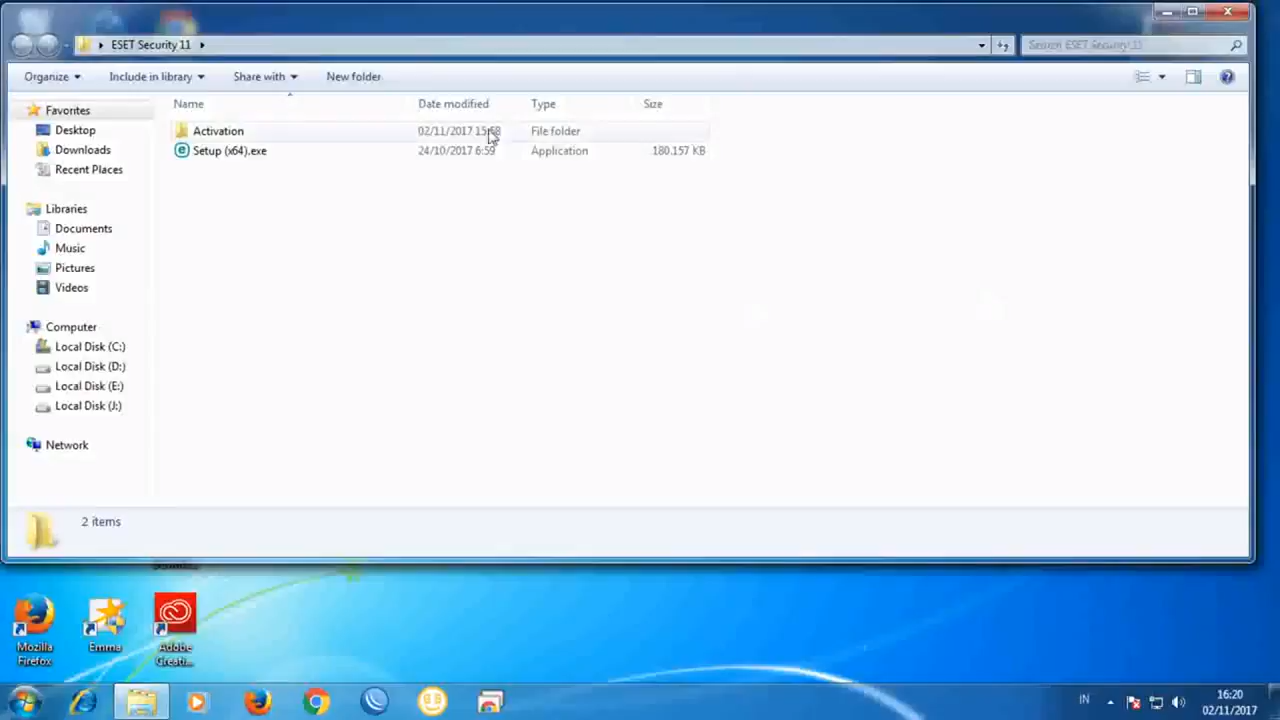 ESET Security 11
Search ESET Security 11
Organize
Include in library
Share with
New folder
Name
Date modified
Type
Size
Favorites
Desktop
Downloads
Recent Places
Libraries
Documents
Music
Pictures
Videos
Computer
Local Disk (C:)
Local Disk (D:)
Local Disk (E:)
Local Disk (J:)
Network
Activation 02/11/2017 15:58 File folder
Setup (x64).exe 24/10/2017 6:59 Application 180.157 KB
2 items
Mozilla
Firefox
Emma
Adobe
Creati...
IN
16:20
02/11/2017